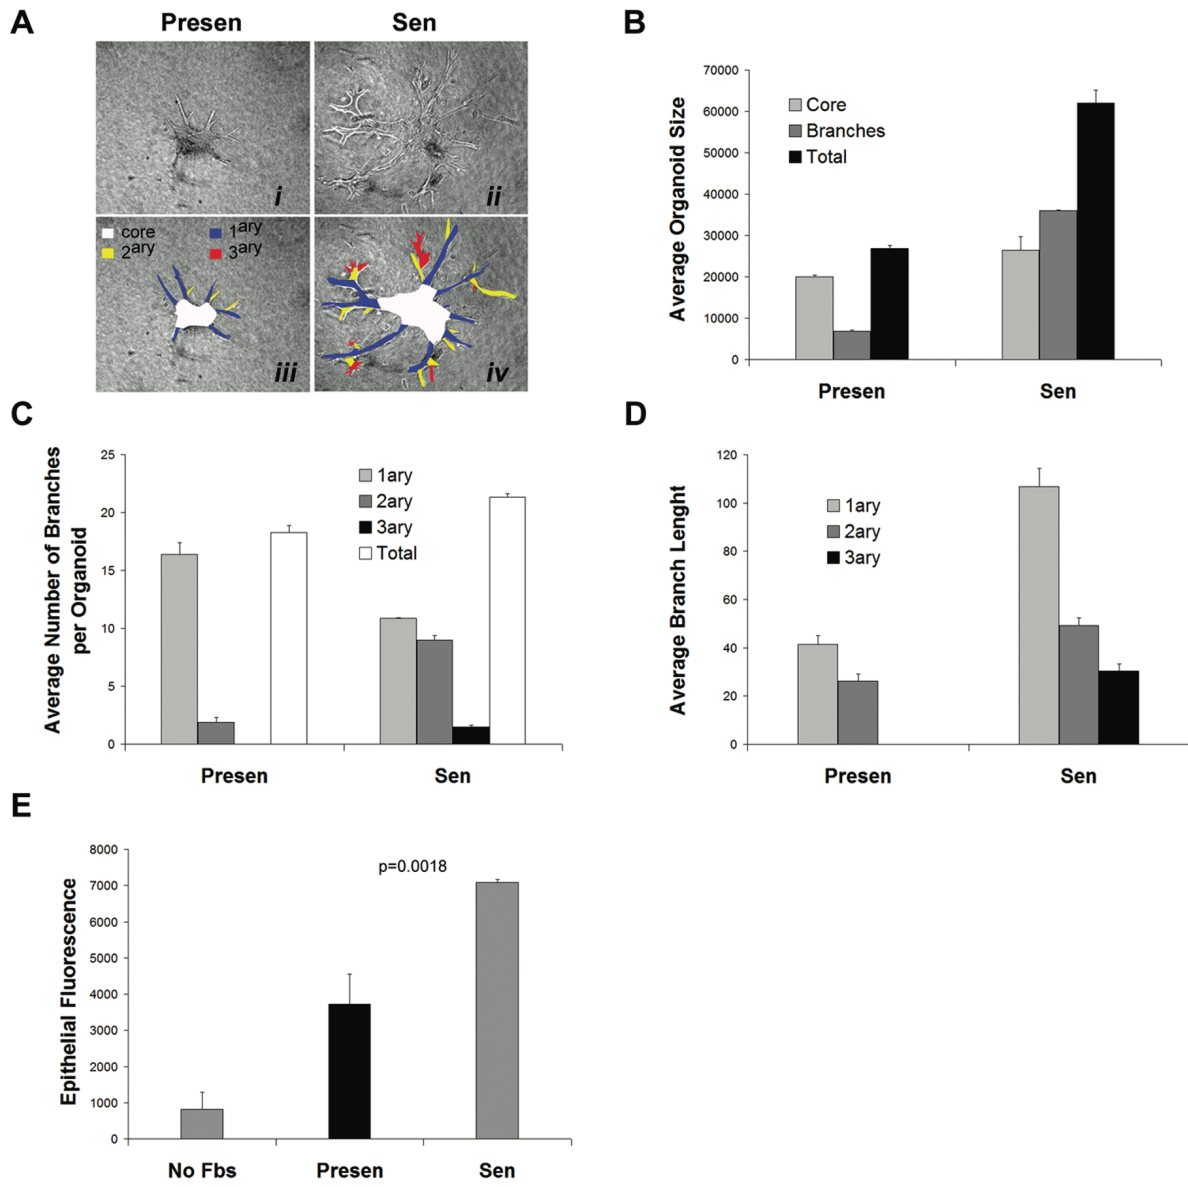 A
Presen
Sen
i
ii
core
1ary
2ary
3ary
iii
iv
B
Average Organoid Size
70000
60000
50000
40000
30000
20000
10000
0
Core
Branches
Total
Presen
Sen
C
Average Number of Branches
per Organoid
25
20
15
10
5
0
1ary
2ary
3ary
Total
Presen
Sen
D
Average Branch Lenght
120
100
80
60
40
20
0
1ary
2ary
3ary
Presen
Sen
E
Epithelial Fluorescence
8000
7000
6000
5000
4000
3000
2000
1000
0
p=0.0018
No Fbs
Presen
Sen